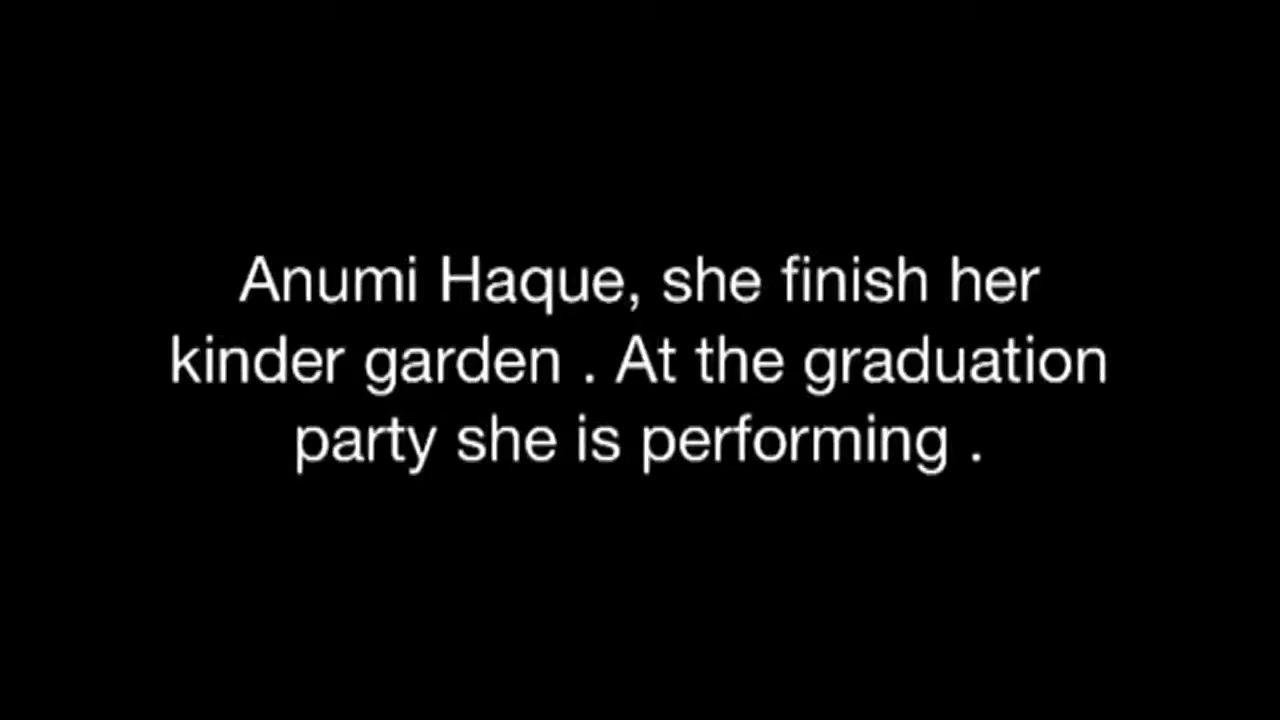 Anumi Haque, she finish her
kinder garden . At the graduation
party she is performing .